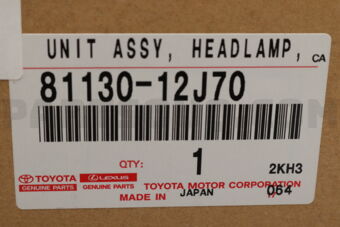 UNIT ASSY, HEADLAMP, CA
81130-12J70
QTY: 1 2KH3
TOYOTA LEXUS
GENUINE PARTS GENUINE PARTS TOYOTA MOTOR CORPORATION
MADE IN JAPAN 064